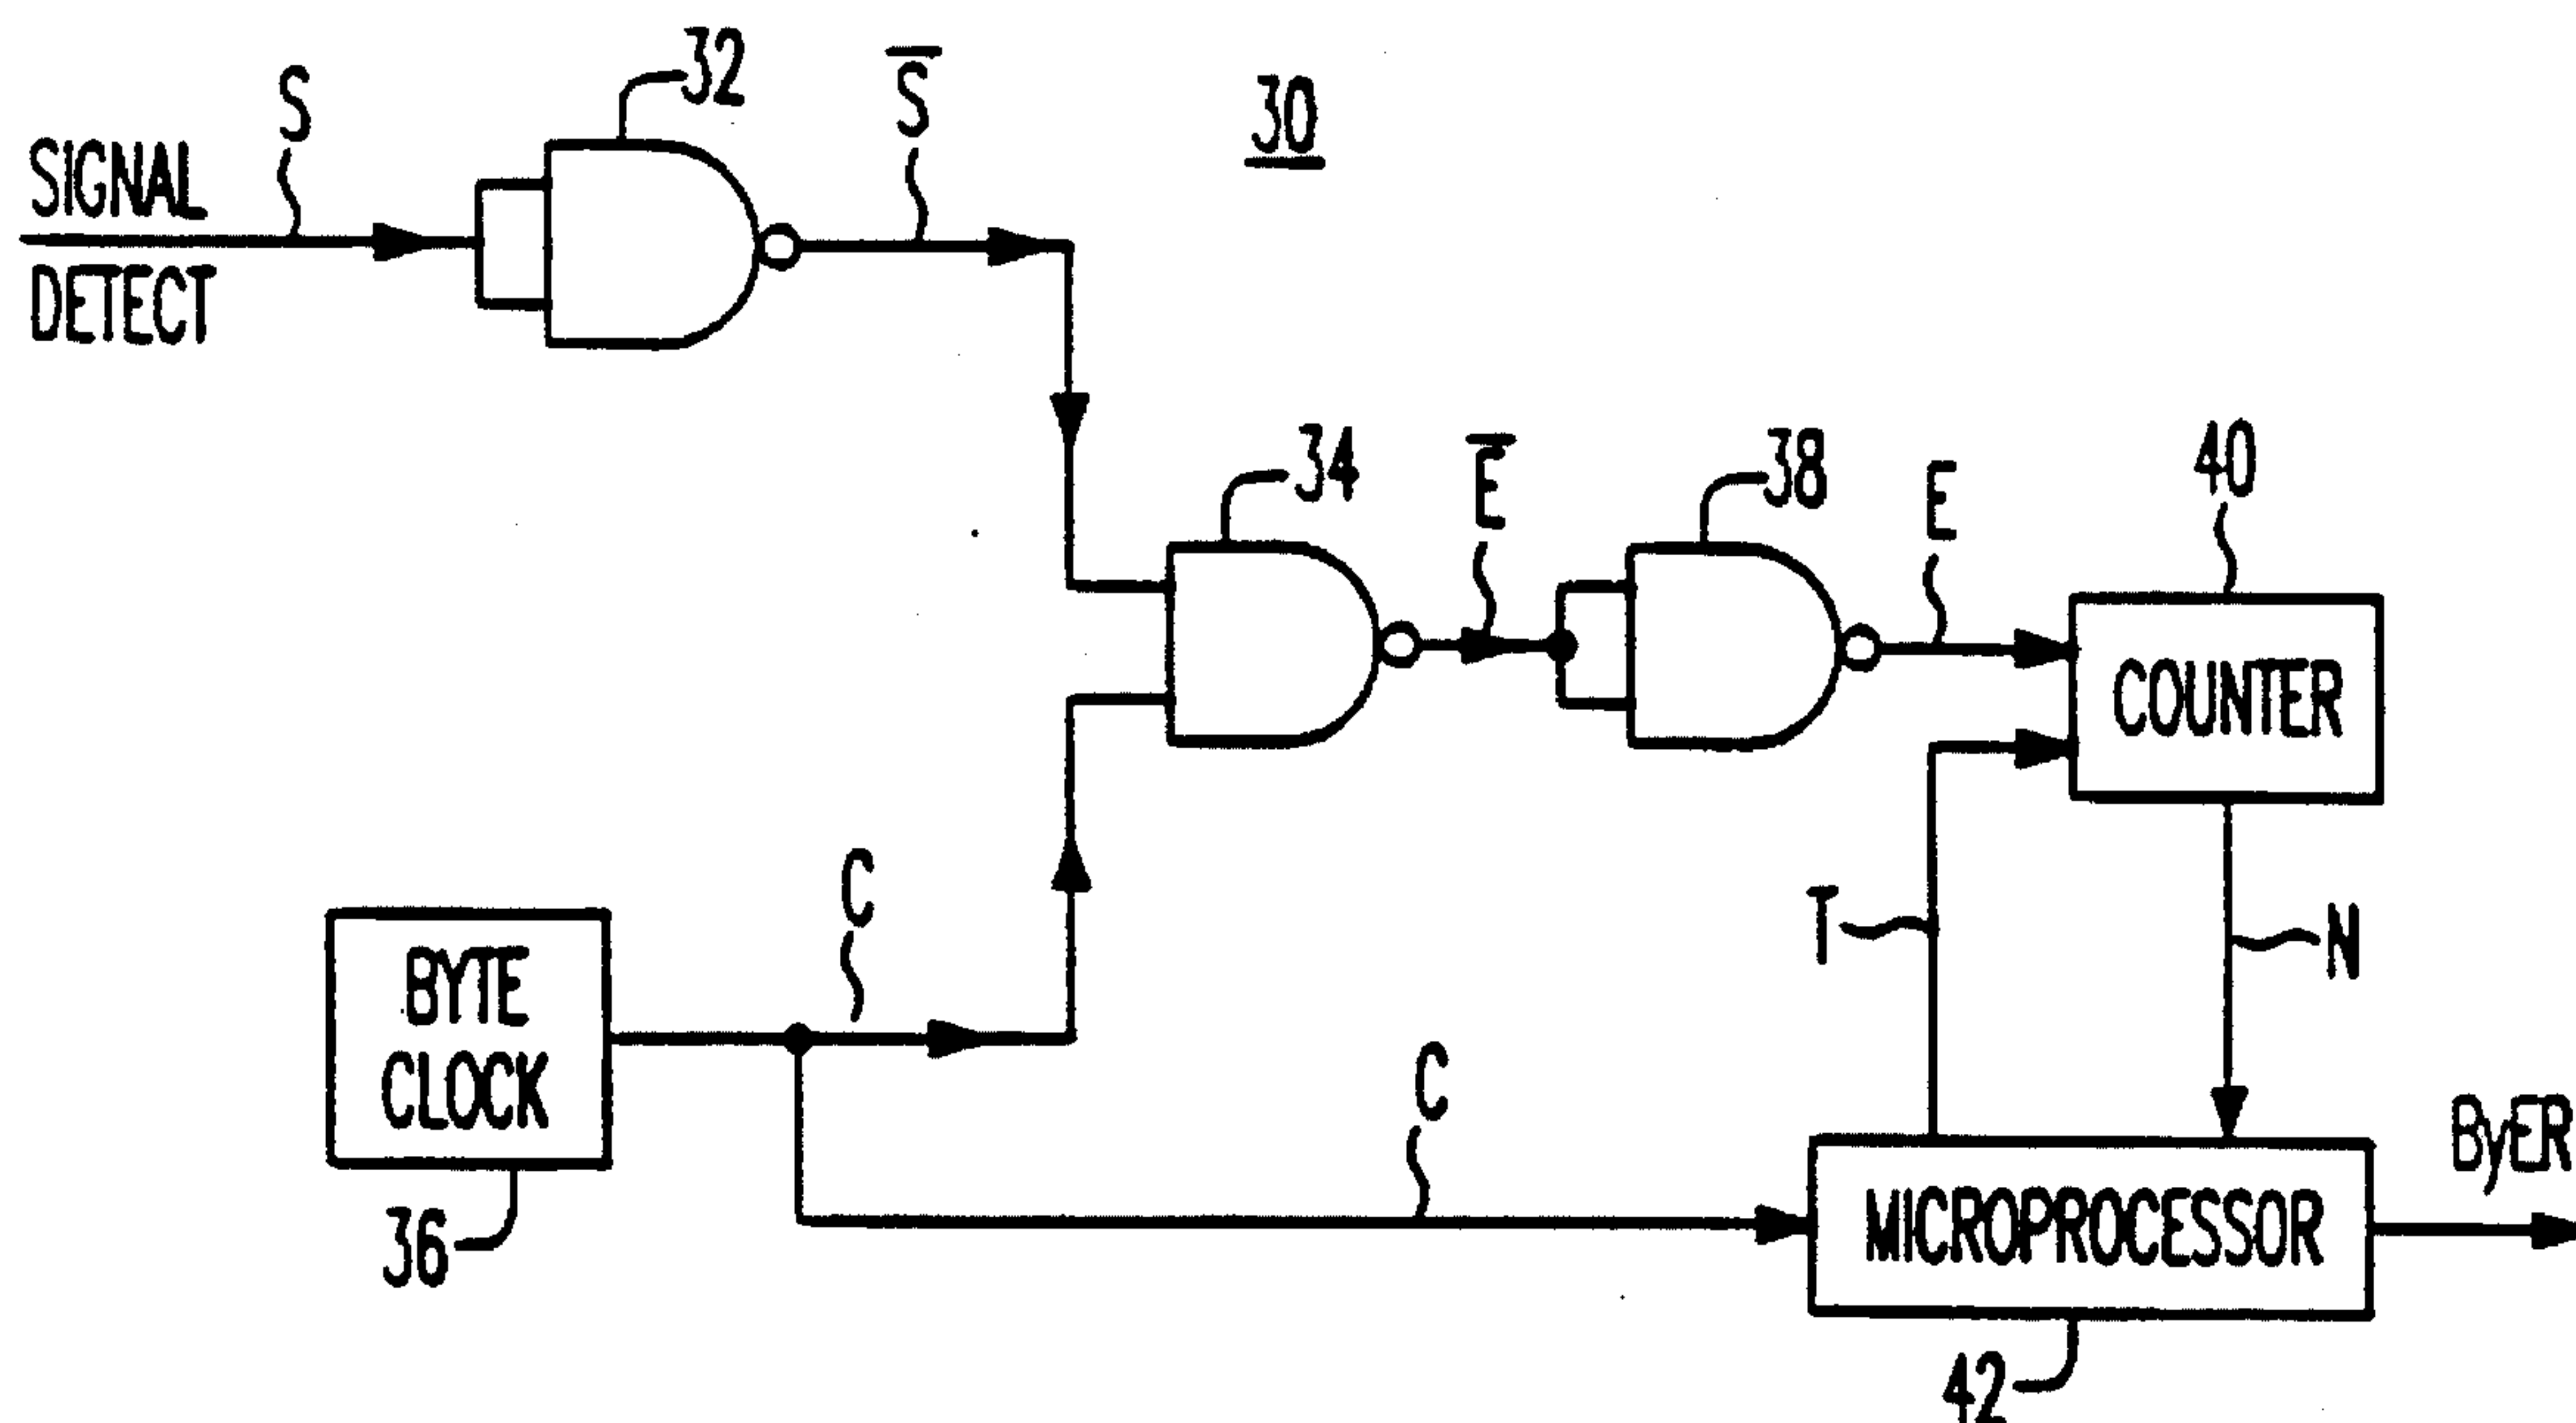 SIGNAL
DETECT
S
32
S̅
30
34
E̅
38
E
40
COUNTER
BYTE
CLOCK
36
C
C
T
N
MICROPROCESSOR
42
ByER